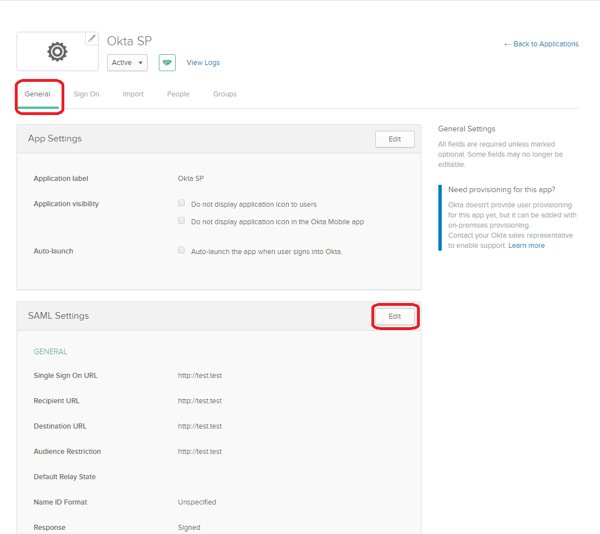 Okta SP
← Back to Applications
Active
View Logs
General
Sign On
Import
People
Groups
App Settings
Edit
Application label
Okta SP
Application visibility
Do not display application icon to users
Do not display application icon in the Okta Mobile app
Auto-launch
Auto-launch the app when user signs into Okta.
General Settings
All fields are required unless marked
optional. Some fields may no longer be
editable.
Need provisioning for this app?
Okta doesn't provide user provisioning
for this app yet, but it can be added with
on-premises provisioning.
Contact your Okta sales representative
to enable support. Learn more
SAML Settings
Edit
GENERAL
Single Sign On URL
http://test.test
Recipient URL
http://test.test
Destination URL
http://test.test
Audience Restriction
http://test.test
Default Relay State
Name ID Format
Unspecified
Response
Signed